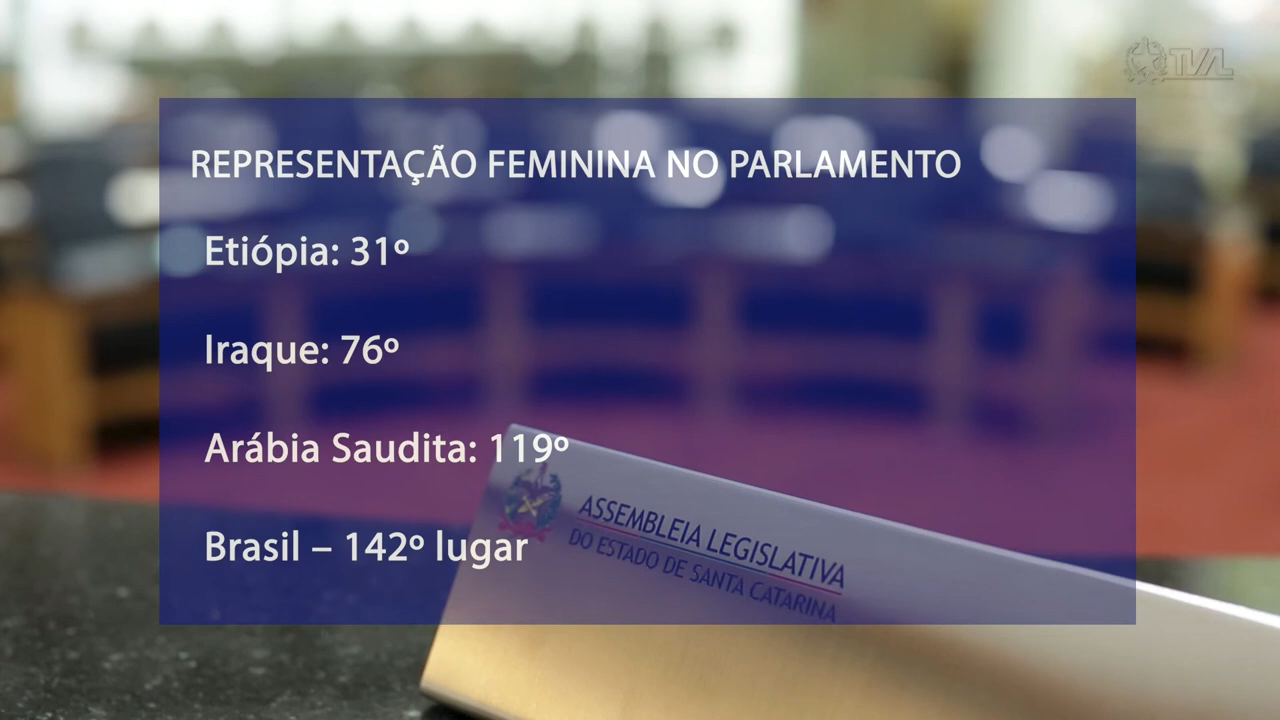 TVAL
REPRESENTAÇÃO FEMININA NO PARLAMENTO
Etiópia: 31º
Iraque: 76º
Arábia Saudita: 119º
Brasil – 142º lugar
ASSEMBLEIA LEGISLATIVA
DO ESTADO DE SANTA CATARINA